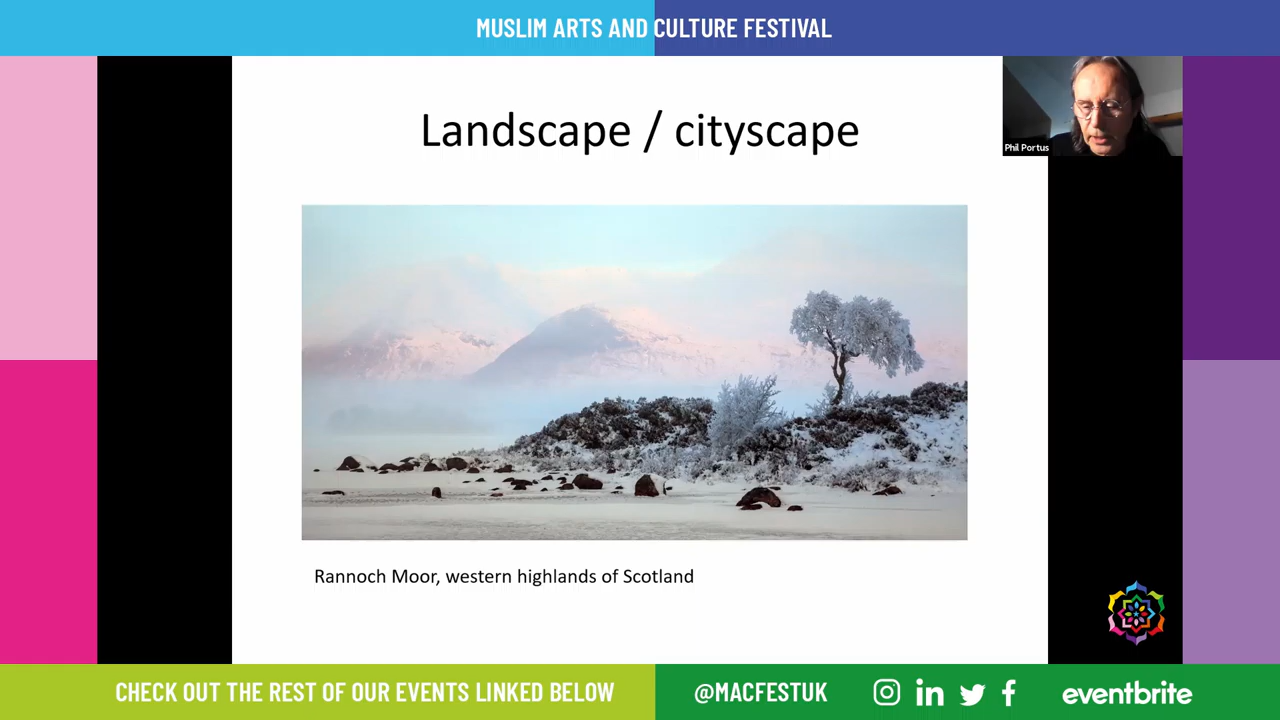 MUSLIM ARTS AND CULTURE FESTIVAL
Landscape / cityscape
Phil Portus
Rannoch Moor, western highlands of Scotland
CHECK OUT THE REST OF OUR EVENTS LINKED BELOW
@MACFESTUK
eventbrite